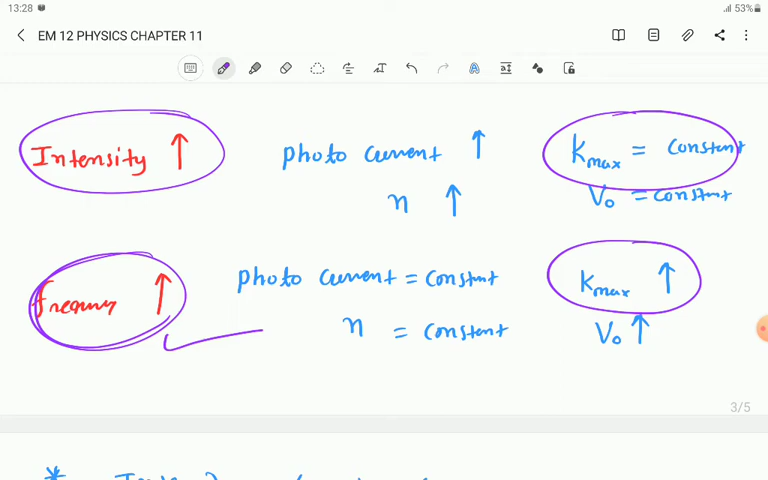 13:28
53%
EM 12 PHYSICS CHAPTER 11
Intensity ↑ photo current ↑ Kmax = constant
n ↑ V₀ = constant
frequency ↑ photo current = constant Kmax ↑
n = constant V₀ ↑
3/5
*